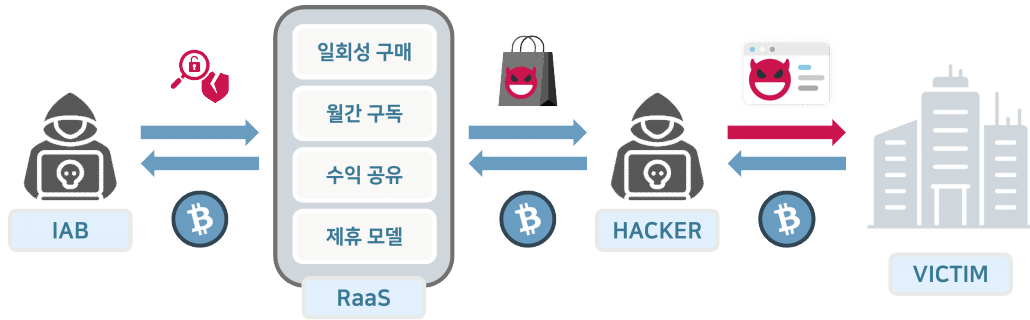 일회성 구매
월간 구독
수익 공유
제휴 모델
IAB
RaaS
HACKER
VICTIM